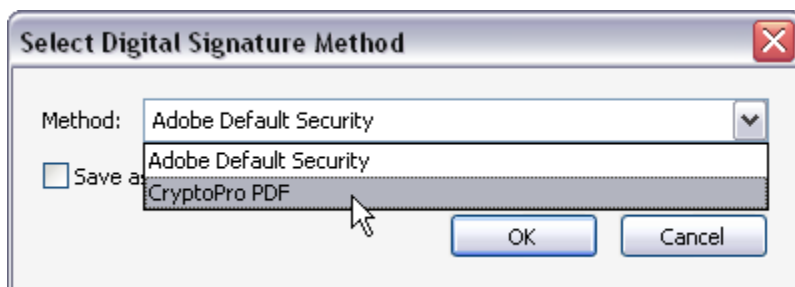 Select Digital Signature Method
Method: Adobe Default Security
Adobe Default Security
Save a
CryptoPro PDF
OK Cancel